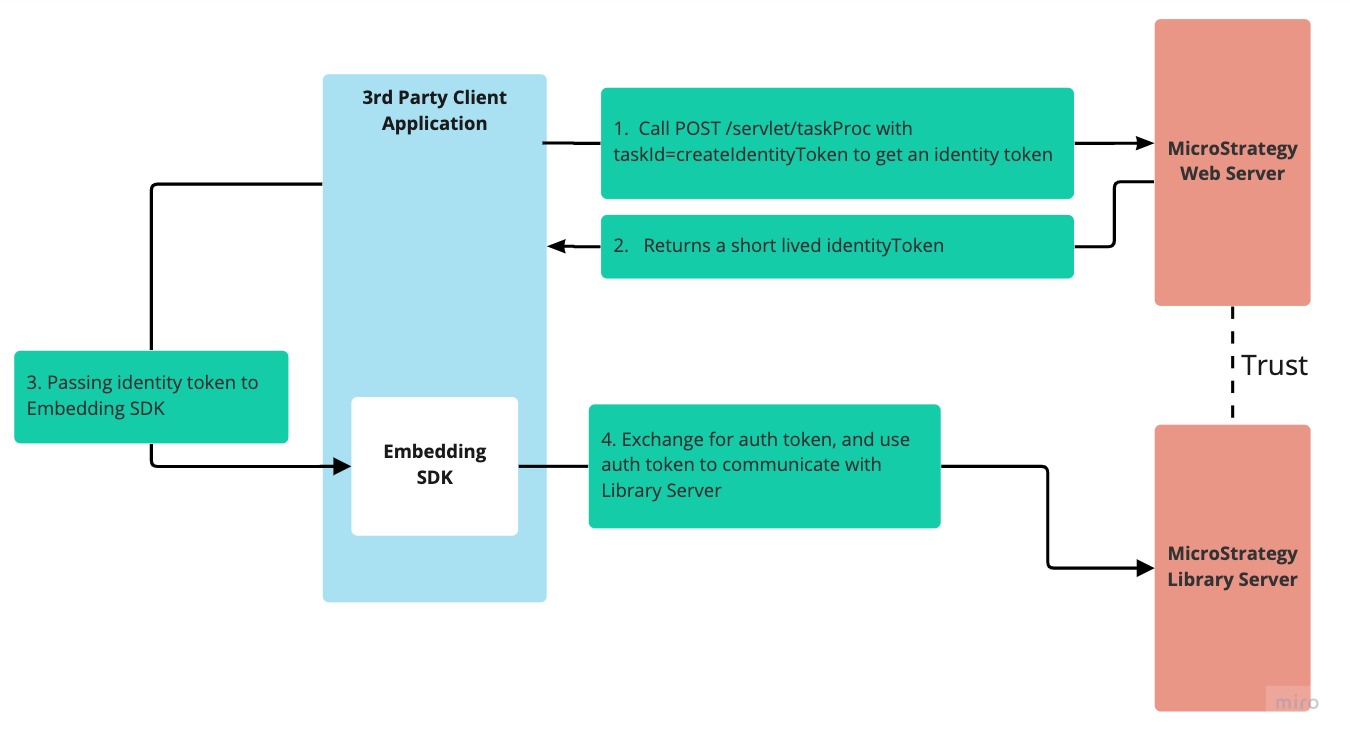 3rd Party Client
Application
1. Call POST /servlet/taskProc with
taskId=createIdentityToken to get an identity token
MicroStrategy
Web Server
2. Returns a short lived identityToken
Trust
3. Passing identity token to
Embedding SDK
Embedding
SDK
4. Exchange for auth token, and use
auth token to communicate with
Library Server
MicroStrategy
Library Server
miro